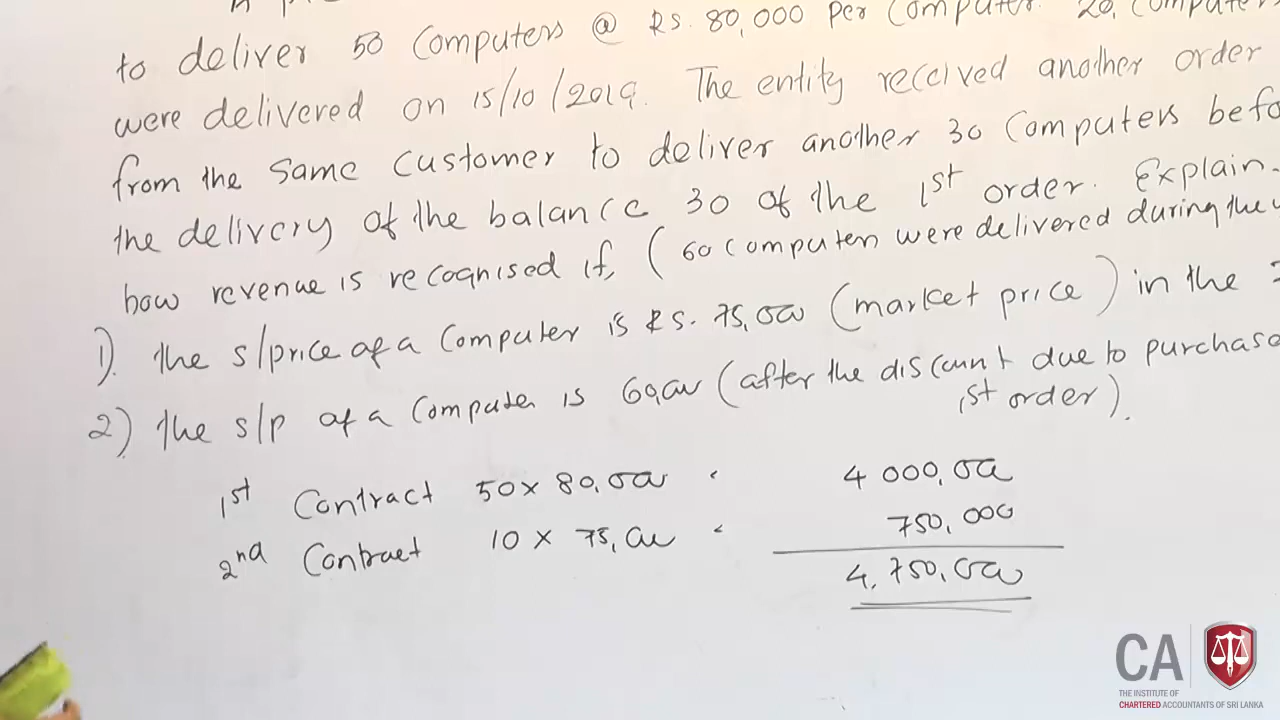 to deliver 50 Computers @ Rs. 80,000 Per Computer. 20, Computers
were delivered on 15/10/2019. The entity received another order
from the same customer to deliver another 30 Computers befo
the delivery of the balance 30 of the 1st order. Explain.
how revenue is recognised if, (60 computers were delivered during the
1). The s/price of a Computer is Rs. 75,000 (market price) in the
2) The s/p of a Computer is 60,000 (after the discount due to purchase
1st order).
1st Contract 50 x 80,000 4 000,000
2nd Contract 10 x 75,000 750,000
4,750,000
CA
THE INSTITUTE OF
CHARTERED ACCOUNTANTS OF SRI LANKA